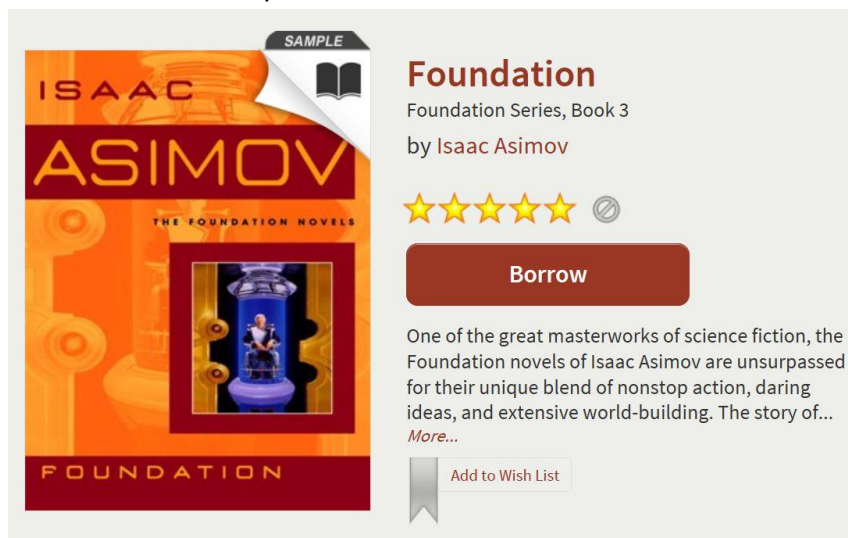 SAMPLE
ISAAC
ASIMOV
THE FOUNDATION NOVELS
FOUNDATION
Foundation
Foundation Series, Book 3
by Isaac Asimov
Borrow
One of the great masterworks of science fiction, the
Foundation novels of Isaac Asimov are unsurpassed
for their unique blend of nonstop action, daring
ideas, and extensive world-building. The story of...
More...
Add to Wish List